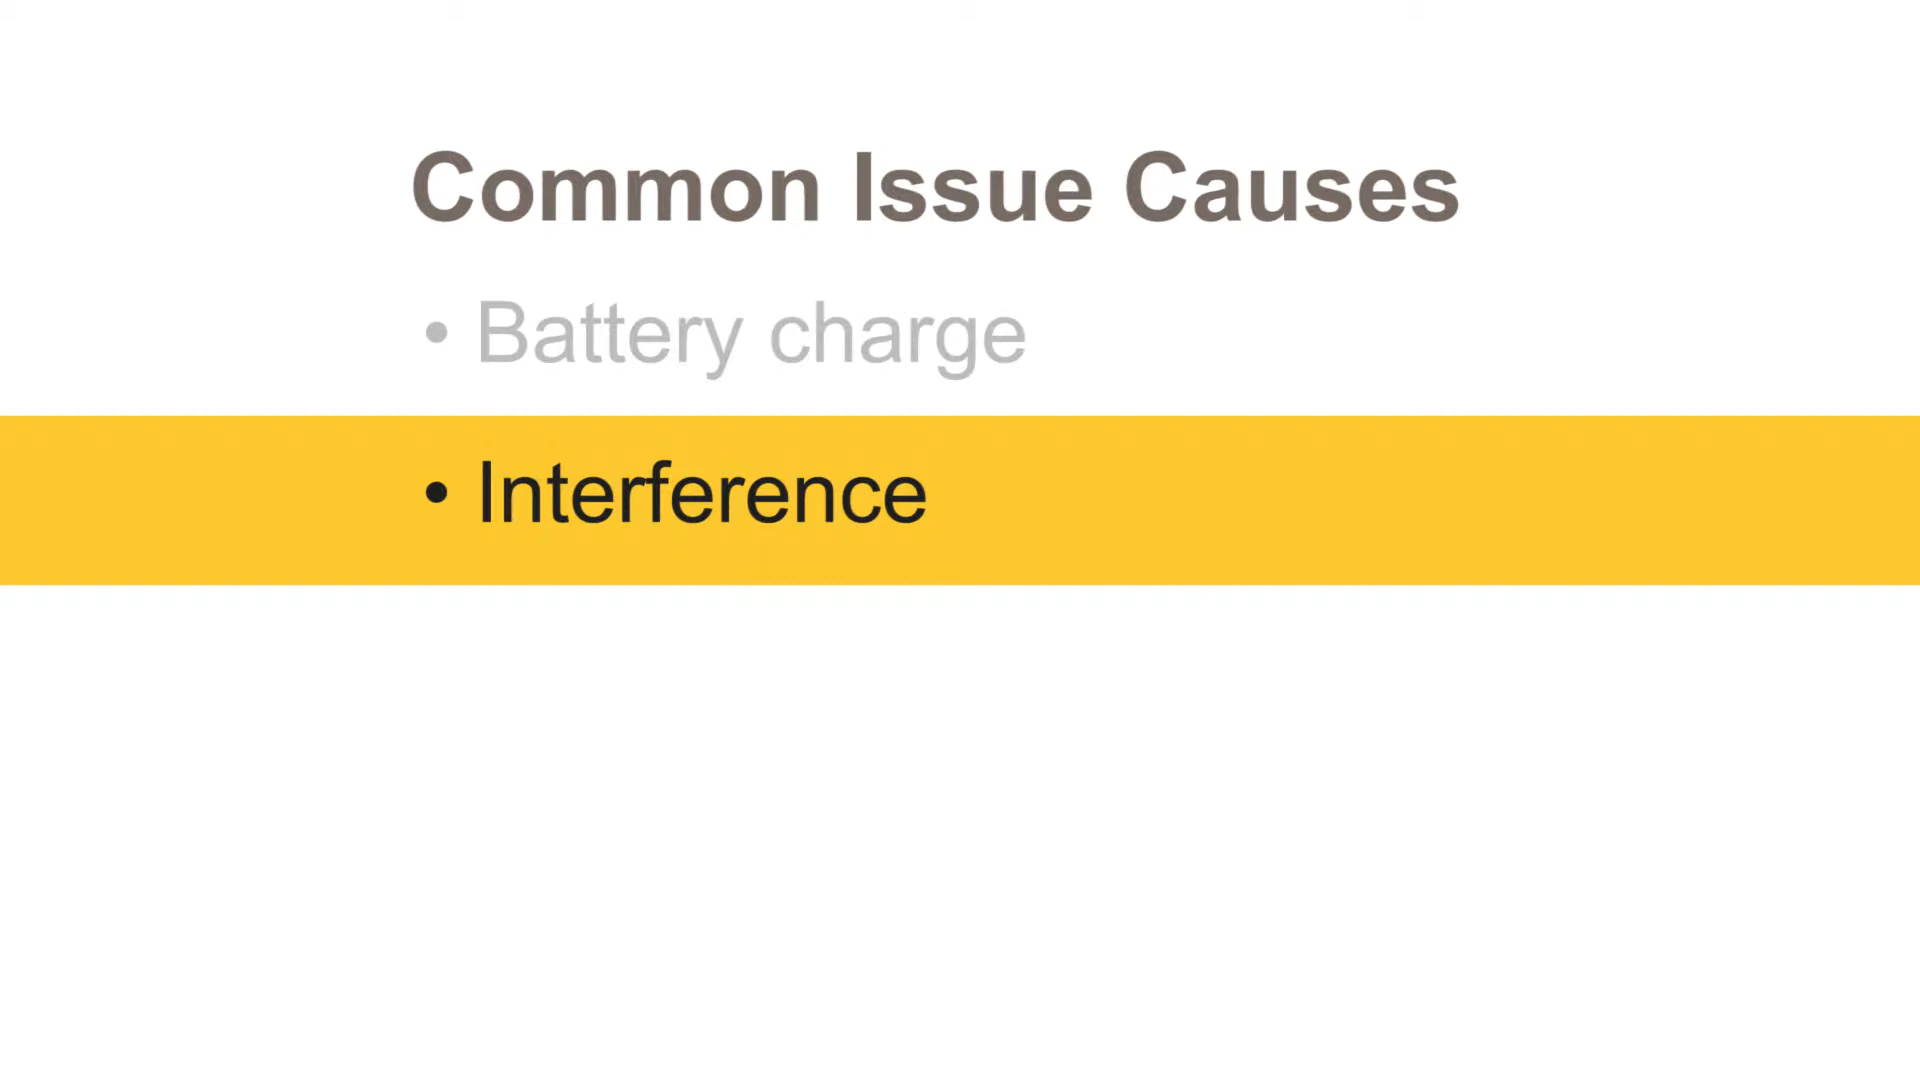 Common Issue Causes
• Battery charge
• Interference